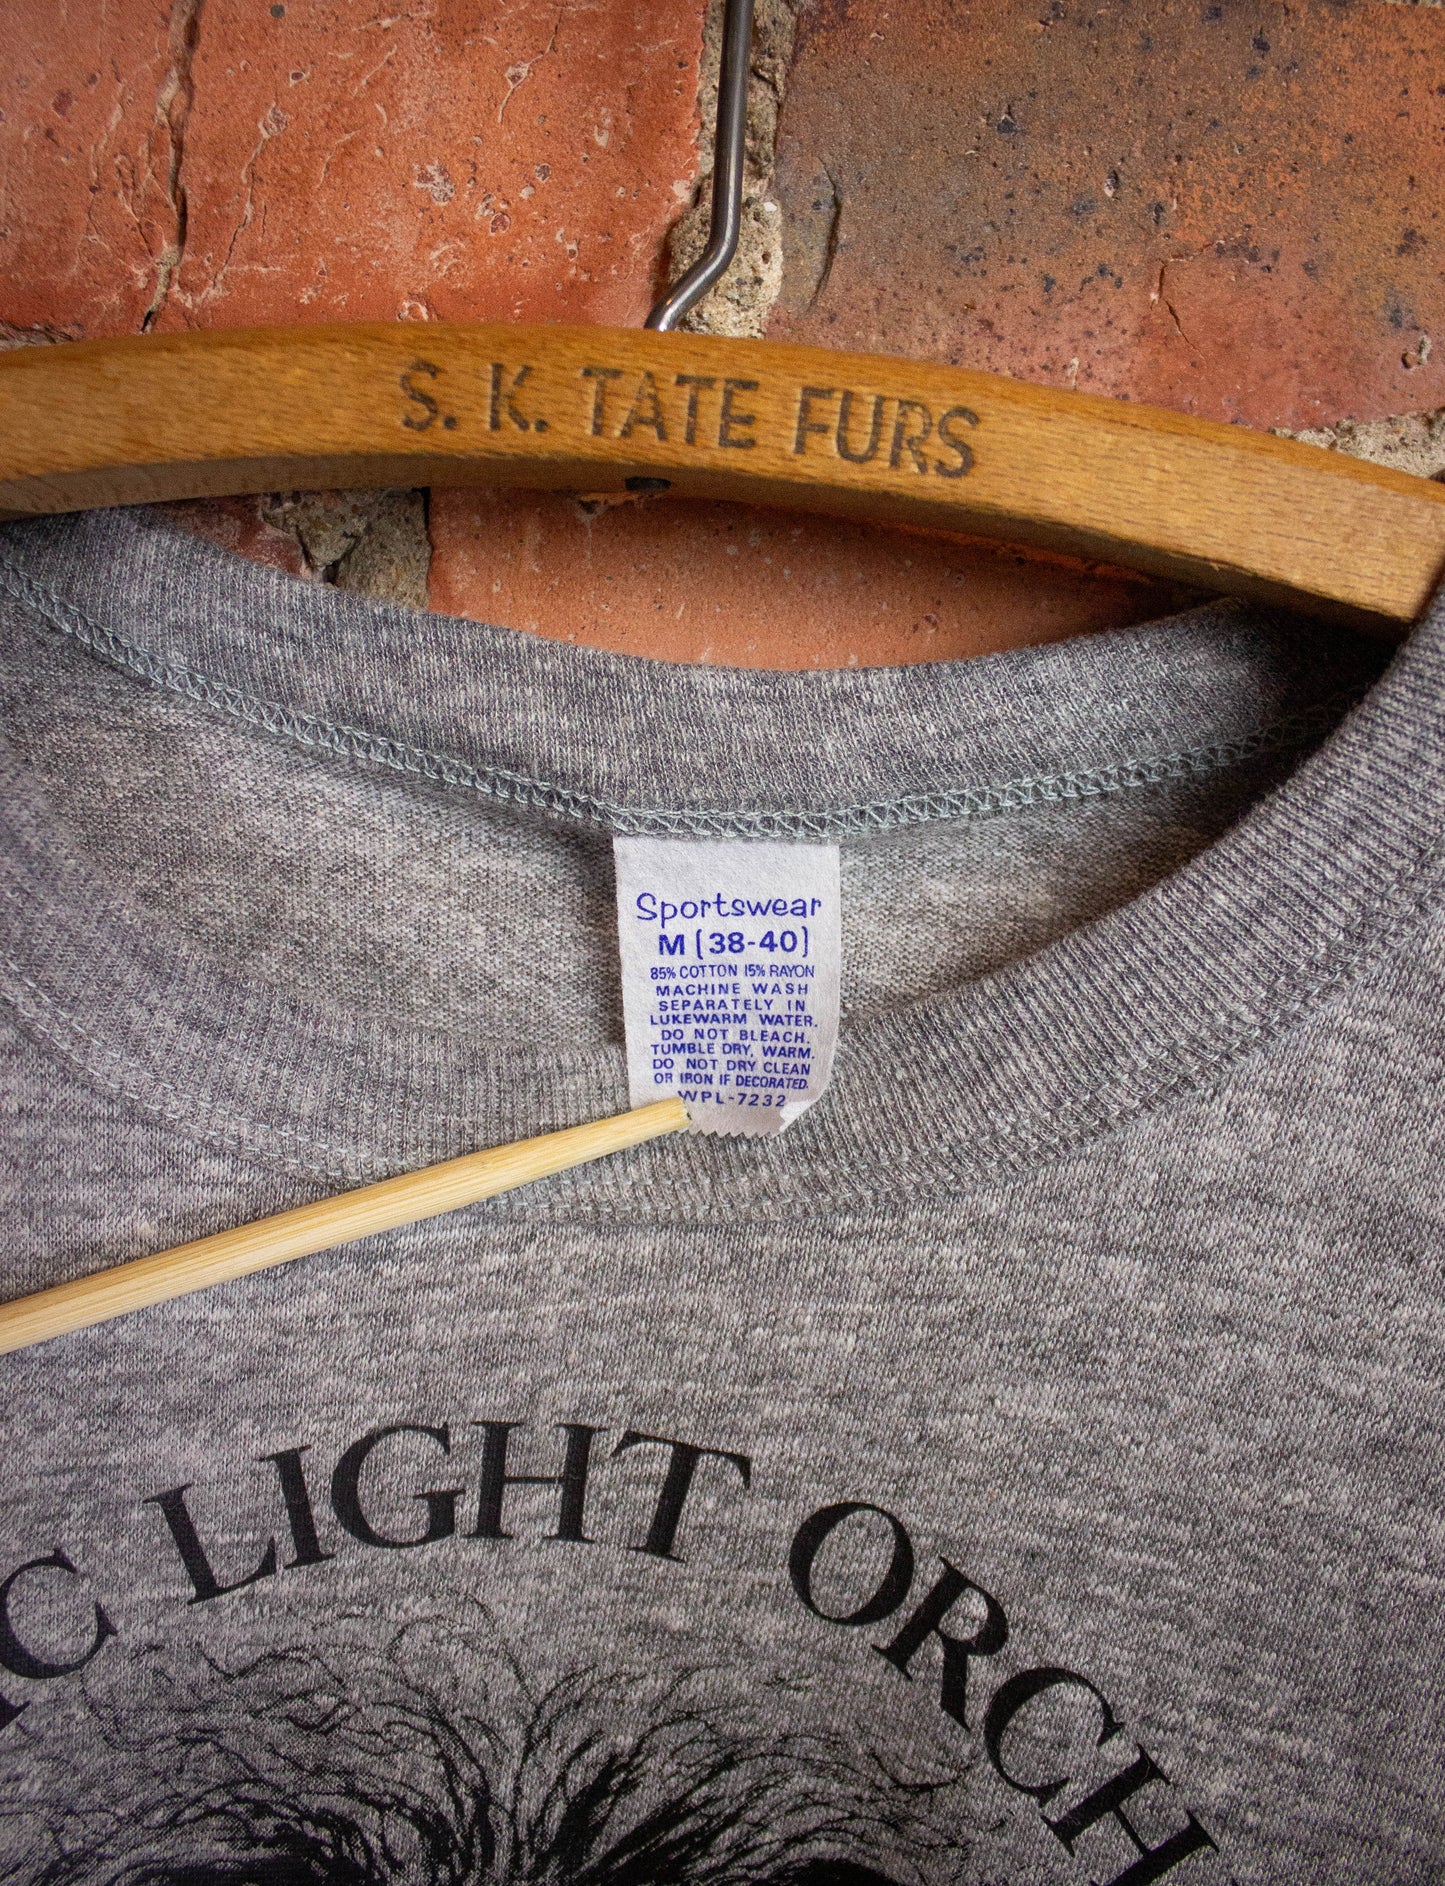 S. K. TATE FURS
Sportswear
M (38-40)
85% COTTON 15% RAYON
MACHINE WASH
SEPARATELY IN
LUKEWARM WATER.
DO NOT BLEACH.
TUMBLE DRY, WARM.
DO NOT DRY CLEAN
OR IRON IF DECORATED.
WPL-7232
IC LIGHT ORCH